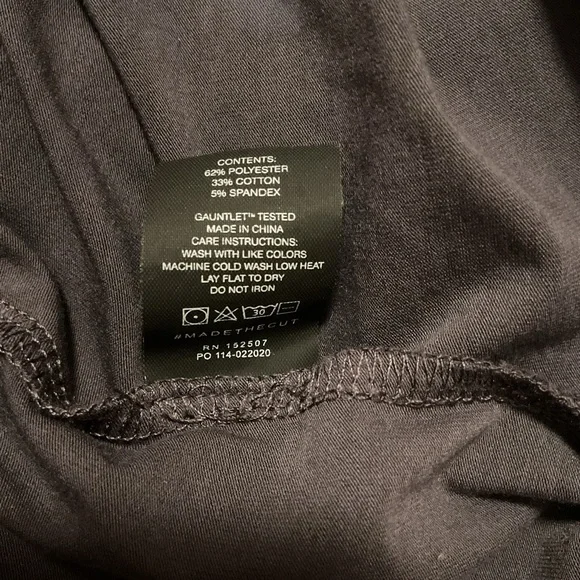 CONTENTS:
62% POLYESTER
33% COTTON
5% SPANDEX
GAUNTLET™ TESTED
MADE IN CHINA
CARE INSTRUCTIONS:
WASH WITH LIKE COLORS
MACHINE COLD WASH LOW HEAT
LAY FLAT TO DRY
DO NOT IRON
30
#MADETHECUT
RN 152507
PO 114-022020